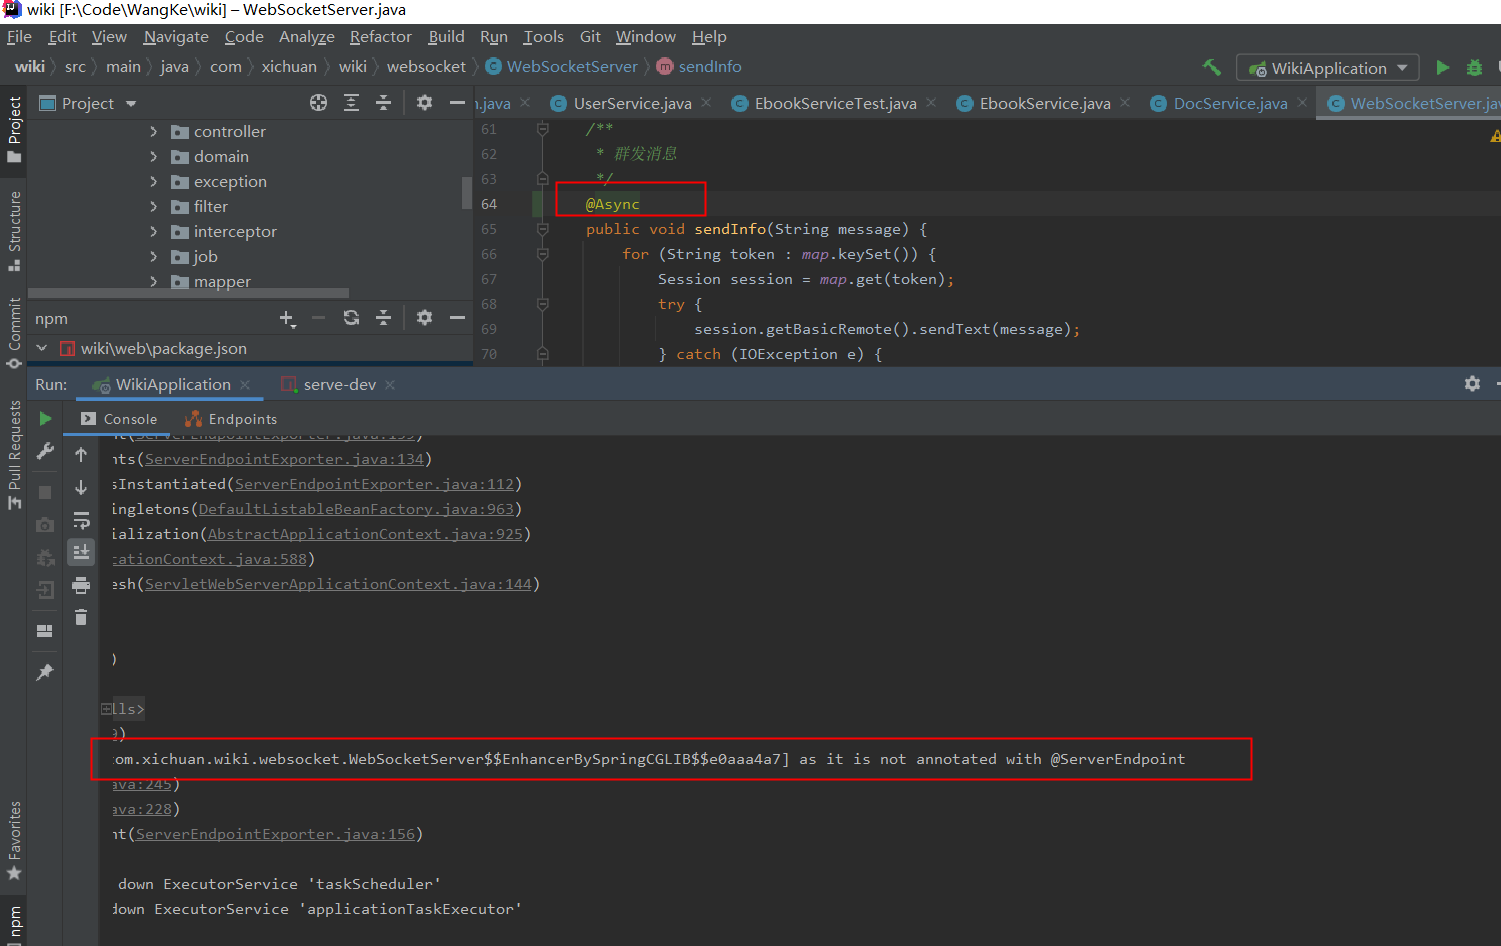 wiki [F:\Code\WangKe\wiki] – WebSocketServer.java
File Edit View Navigate Code Analyze Refactor Build Run Tools Git Window Help
wiki src main java com xichuan wiki websocket WebSocketServer sendInfo
WikiApplication
Project
.java UserService.java EbookServiceTest.java EbookService.java DocService.java WebSocketServer.jav
Project
controller
domain
exception
filter
interceptor
job
mapper
61 /**
62 * 群发消息
63 */
64 @Async
65 public void sendInfo(String message) {
66 for (String token : map.keySet()) {
67 Session session = map.get(token);
68 try {
69 session.getBasicRemote().sendText(message);
70 } catch (IOException e) {
Structure
Commit
npm
wiki\web\package.json
Run: WikiApplication serve-dev
Pull Requests
Console Endpoints
nt(ServerEndpointExporter.java:159)
nts(ServerEndpointExporter.java:134)
sInstantiated(ServerEndpointExporter.java:112)
ingletons(DefaultListableBeanFactory.java:963)
ialization(AbstractApplicationContext.java:925)
cationContext.java:588)
esh(ServletWebServerApplicationContext.java:144)
)
lls>
0)
com.xichuan.wiki.websocket.WebSocketServer$$EnhancerBySpringCGLIB$$e0aaa4a7] as it is not annotated with @ServerEndpoint
ava:245)
ava:228)
nt(ServerEndpointExporter.java:156)
down ExecutorService 'taskScheduler'
down ExecutorService 'applicationTaskExecutor'
Favorites
npm